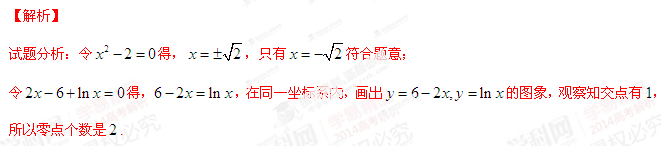 【解析】
试题分析：令x²－2＝0得，x＝±√2，只有x＝－√2符合题意；
令2x－6＋ln x＝0得，6－2x＝ln x，在同一坐标系内，画出y＝6－2x,y＝ln x的图象，观察知交点有1，
所以零点个数是2．